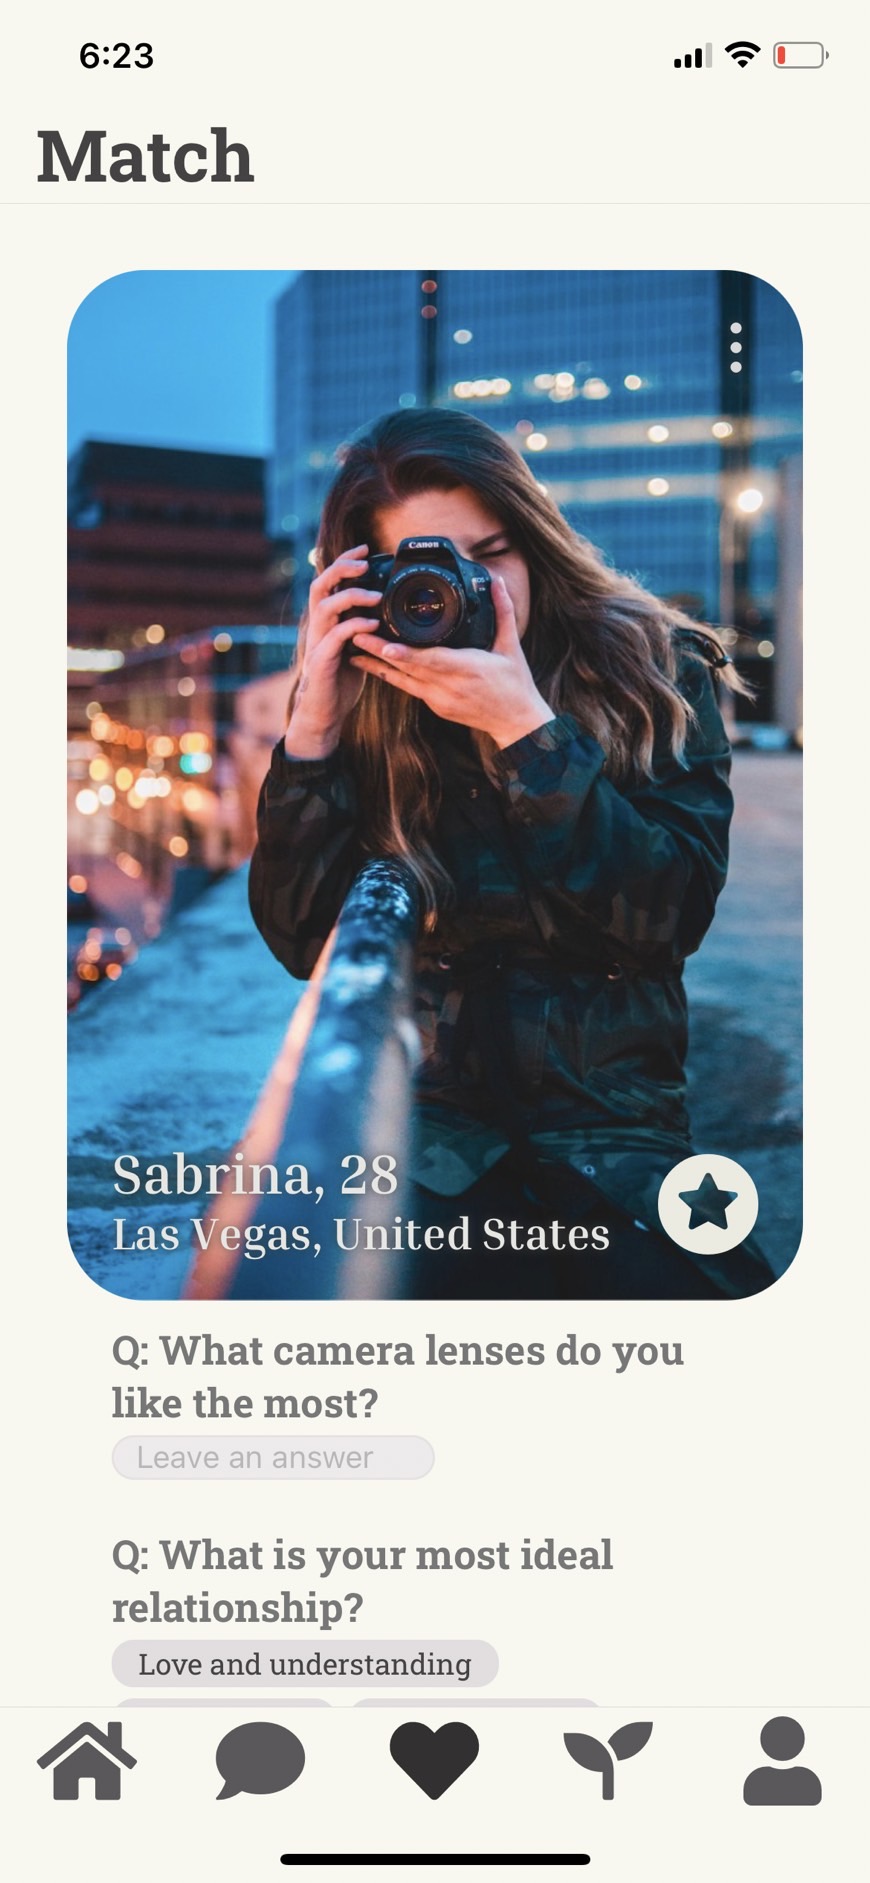 6:23
Match
Canon
Sabrina, 28
Las Vegas, United States
Q: What camera lenses do you
like the most?
Leave an answer
Q: What is your most ideal
relationship?
Love and understanding